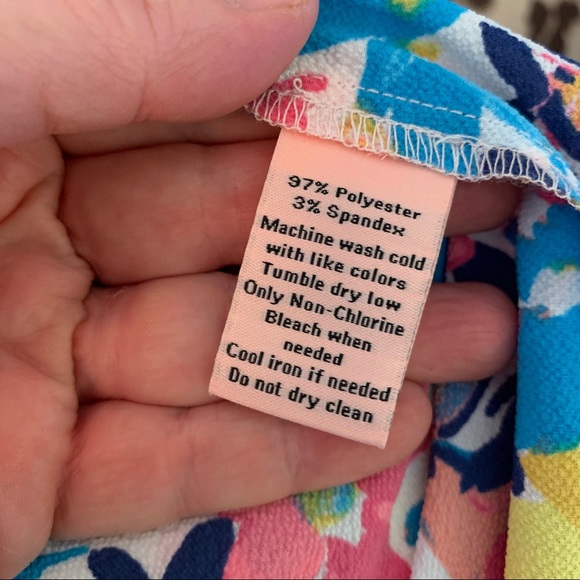 97% Polyester
3% Spandex
Machine wash cold
with like colors
Tumble dry low
Only Non-Chlorine
Bleach when
needed
Cool iron if needed
Do not dry clean